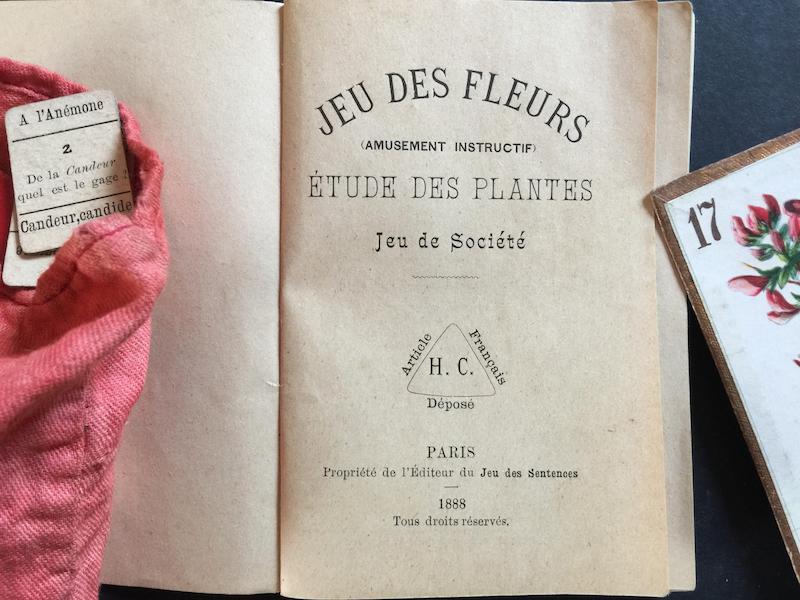 A l'Anémone
2
De la Candeur
quel est le gage ?
Candeur, candide
JEU DES FLEURS
(AMUSEMENT INSTRUCTIF)
ÉTUDE DES PLANTES
Jeu de Société
Article Français
H. C.
Déposé
PARIS
Propriété de l'Éditeur du Jeu des Sentences
1888
Tous droits réservés.
17